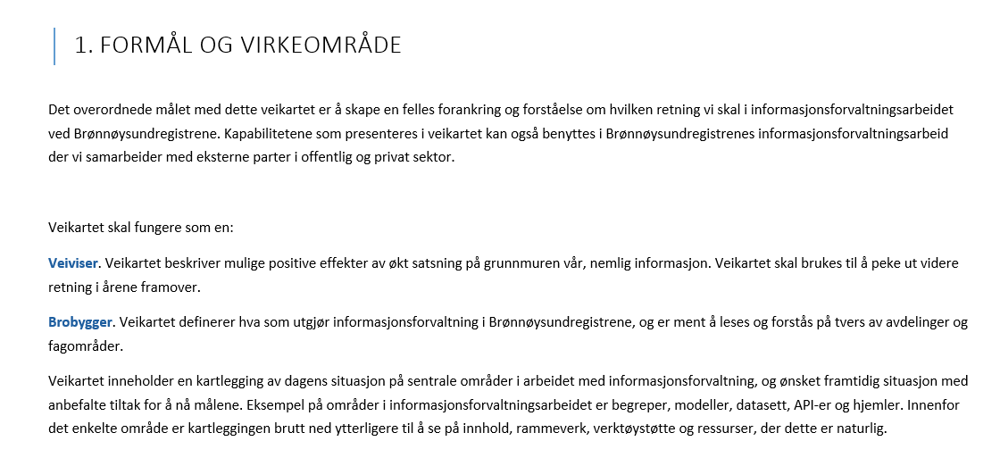 1. FORMÅL OG VIRKEOMRÅDE
Det overordnede målet med dette veikartet er å skape en felles forankring og forståelse om hvilken retning vi skal i informasjonsforvaltningsarbeidet
ved Brønnøysundregistrene. Kapabilitetene som presenteres i veikartet kan også benyttes i Brønnøysundregistrenes informasjonsforvaltningsarbeid
der vi samarbeider med eksterne parter i offentlig og privat sektor.
Veikartet skal fungere som en:
Veiviser. Veikartet beskriver mulige positive effekter av økt satsning på grunnmuren vår, nemlig informasjon. Veikartet skal brukes til å peke ut videre
retning i årene framover.
Brobygger. Veikartet definerer hva som utgjør informasjonsforvaltning i Brønnøysundregistrene, og er ment å leses og forstås på tvers av avdelinger og
fagområder.
Veikartet inneholder en kartlegging av dagens situasjon på sentrale områder i arbeidet med informasjonsforvaltning, og ønsket framtidig situasjon med
anbefalte tiltak for å nå målene. Eksempel på områder i informasjonsforvaltningsarbeidet er begreper, modeller, datasett, API-er og hjemler. Innenfor
det enkelte område er kartleggingen brutt ned ytterligere til å se på innhold, rammeverk, verktøystøtte og ressurser, der dette er naturlig.